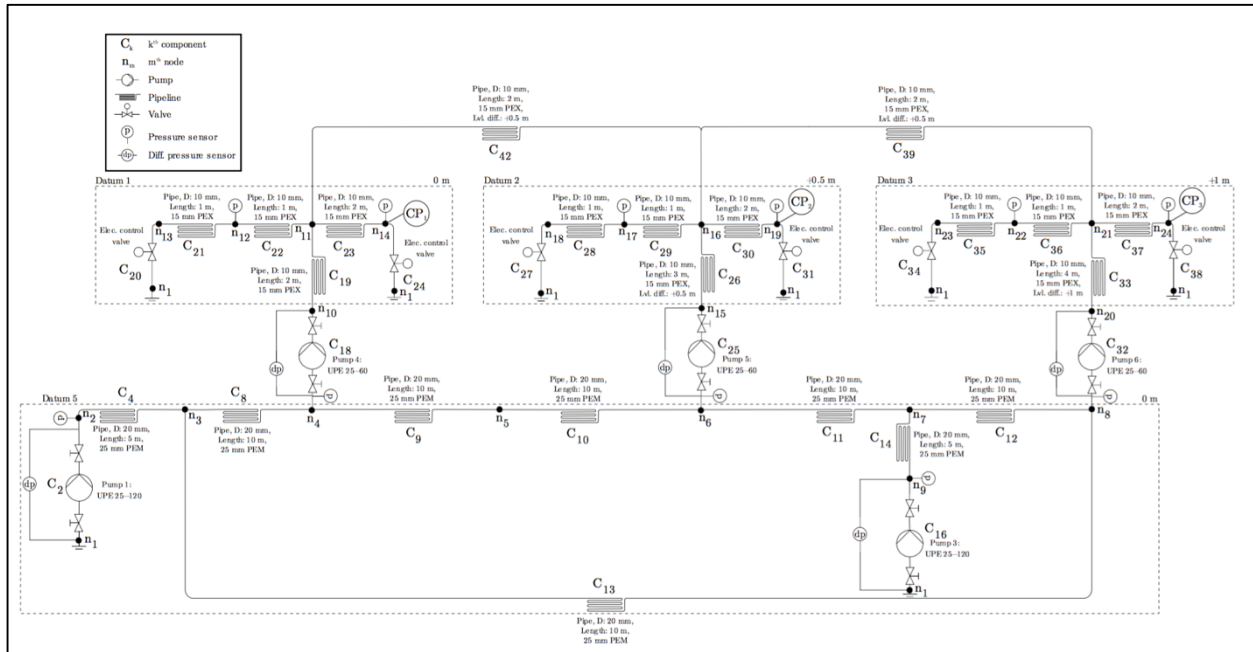 C_k k^th component
n_m m^th node
Pump
Pipeline
Valve
p Pressure sensor
dp Diff. pressure sensor
Pipe, D: 10 mm,
Length: 2 m,
15 mm PEX,
Lvl. diff.: +0.5 m
C42
Pipe, D: 10 mm,
Length: 2 m,
15 mm PEX,
Lvl. diff.: +0.5 m
C39
Datum 1
0 m
Pipe, D: 10 mm,
Length: 1 m,
15 mm PEX
Pipe, D: 10 mm,
Length: 1 m,
15 mm PEX
Pipe, D: 10 mm,
Length: 2 m,
15 mm PEX
p
p
CP1
n13
n12
n11
n14
C21
C22
C23
Elec. control
valve
Elec. control
valve
C20
n1
Pipe, D: 10 mm,
Length: 2 m,
15 mm PEX
C19
C24
n1
Datum 2
+0.5 m
Pipe, D: 10 mm,
Length: 1 m,
15 mm PEX
Pipe, D: 10 mm,
Length: 1 m,
15 mm PEX
Pipe, D: 10 mm,
Length: 2 m,
15 mm PEX
p
p
CP2
n18
n17
n16
n19
C28
C29
C30
Elec. control
valve
Elec. control
valve
C27
n1
Pipe, D: 10 mm,
Length: 3 m,
15 mm PEX,
Lvl. diff.: +0.5 m
C26
C31
n1
Datum 3
+1 m
Pipe, D: 10 mm,
Length: 1 m,
15 mm PEX
Pipe, D: 10 mm,
Length: 1 m,
15 mm PEX
Pipe, D: 10 mm,
Length: 2 m,
15 mm PEX
p
p
CP3
n23
n22
n21
n24
C35
C36
C37
Elec. control
valve
Elec. control
valve
C34
n1
Pipe, D: 10 mm,
Length: 4 m,
15 mm PEX,
Lvl. diff.: +1 m
C33
C38
n1
n10
dp
C18
Pump 4:
UPE 25-60
p
n15
dp
C25
Pump 5:
UPE 25-60
p
n20
dp
C32
Pump 6:
UPE 25-60
p
Datum 5
0 m
p
n2
C4
Pipe, D: 20 mm,
Length: 5 m,
25 mm PEM
n3
C8
Pipe, D: 20 mm,
Length: 10 m,
25 mm PEM
n4
Pipe, D: 20 mm,
Length: 10 m,
25 mm PEM
C9
n5
Pipe, D: 20 mm,
Length: 10 m,
25 mm PEM
C10
n6
Pipe, D: 20 mm,
Length: 10 m,
25 mm PEM
C11
n7
Pipe, D: 20 mm,
Length: 10 m,
25 mm PEM
C12
n8
C14
Pipe, D: 20 mm,
Length: 5 m,
25 mm PEM
n9
p
dp
C2
Pump 1:
UPE 25-120
n1
dp
C16
Pump 3:
UPE 25-120
n1
C13
Pipe, D: 20 mm,
Length: 10 m,
25 mm PEM